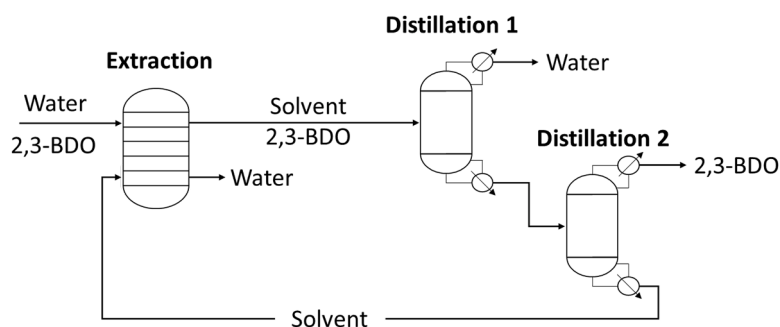 Distillation 1
Extraction
Water
Water
Solvent
2,3-BDO
2,3-BDO
Distillation 2
Water
2,3-BDO
Solvent